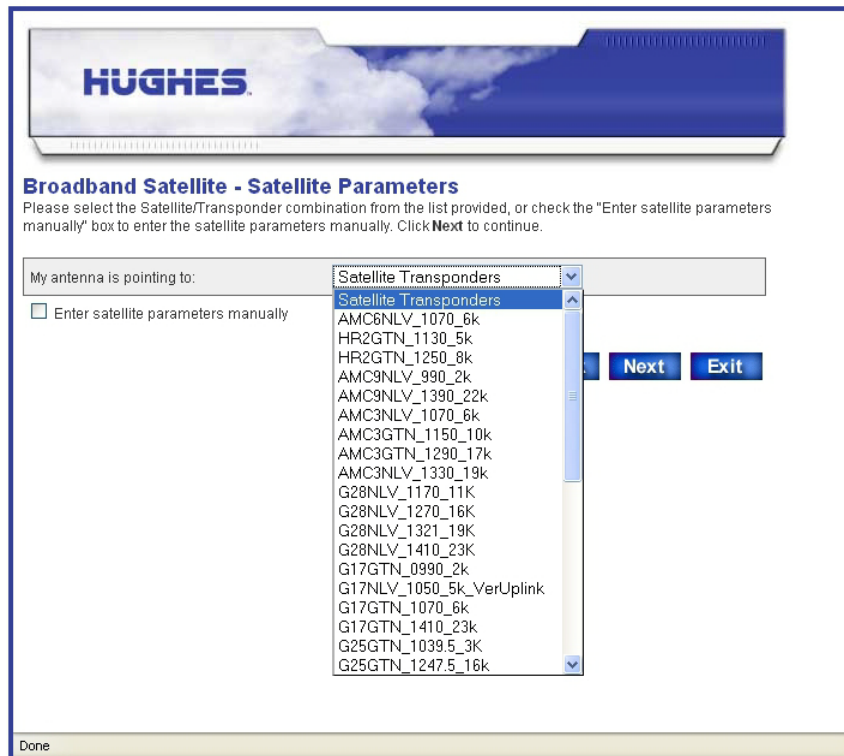 HUGHES
Broadband Satellite - Satellite Parameters
Please select the Satellite/Transponder combination from the list provided, or check the "Enter satellite parameters
manually" box to enter the satellite parameters manually. Click Next to continue.
My antenna is pointing to:
Satellite Transponders
Enter satellite parameters manually
Satellite Transponders
AMC6NLV_1070_6k
HR2GTN_1130_5k
HR2GTN_1250_8k
AMC9NLV_990_2k
AMC9NLV_1390_22k
AMC3NLV_1070_6k
AMC3GTN_1150_10k
AMC3GTN_1290_17k
AMC3NLV_1330_19k
G28NLV_1170_11K
G28NLV_1270_16K
G28NLV_1321_19K
G28NLV_1410_23K
G17GTN_0990_2k
G17NLV_1050_5k_VerUplink
G17GTN_1070_6k
G17GTN_1410_23k
G25GTN_1039.5_3K
G25GTN_1247.5_16k
Next Exit
Done